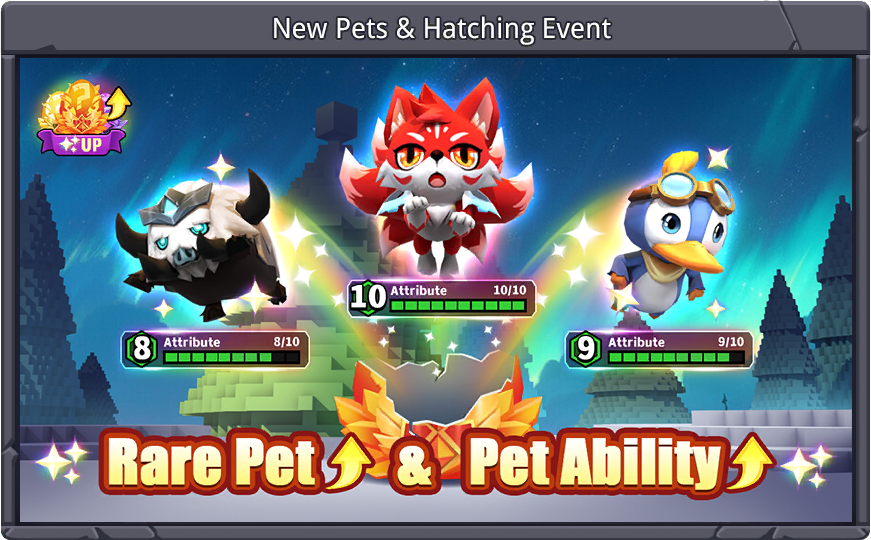 New Pets & Hatching Event
UP
10 Attribute 10/10
8 Attribute 8/10
9 Attribute 9/10
Rare Pet & Pet Ability